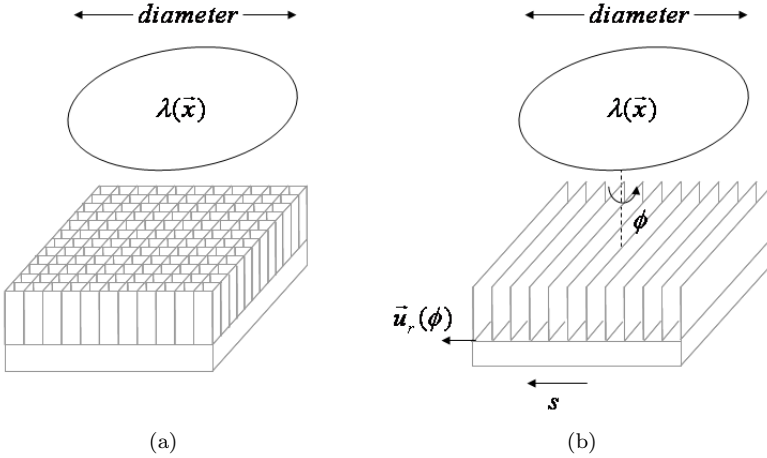 diameter
λ(x⃗)
(a)
diameter
λ(x⃗)
ϕ
u⃗r(ϕ)
s
(b)